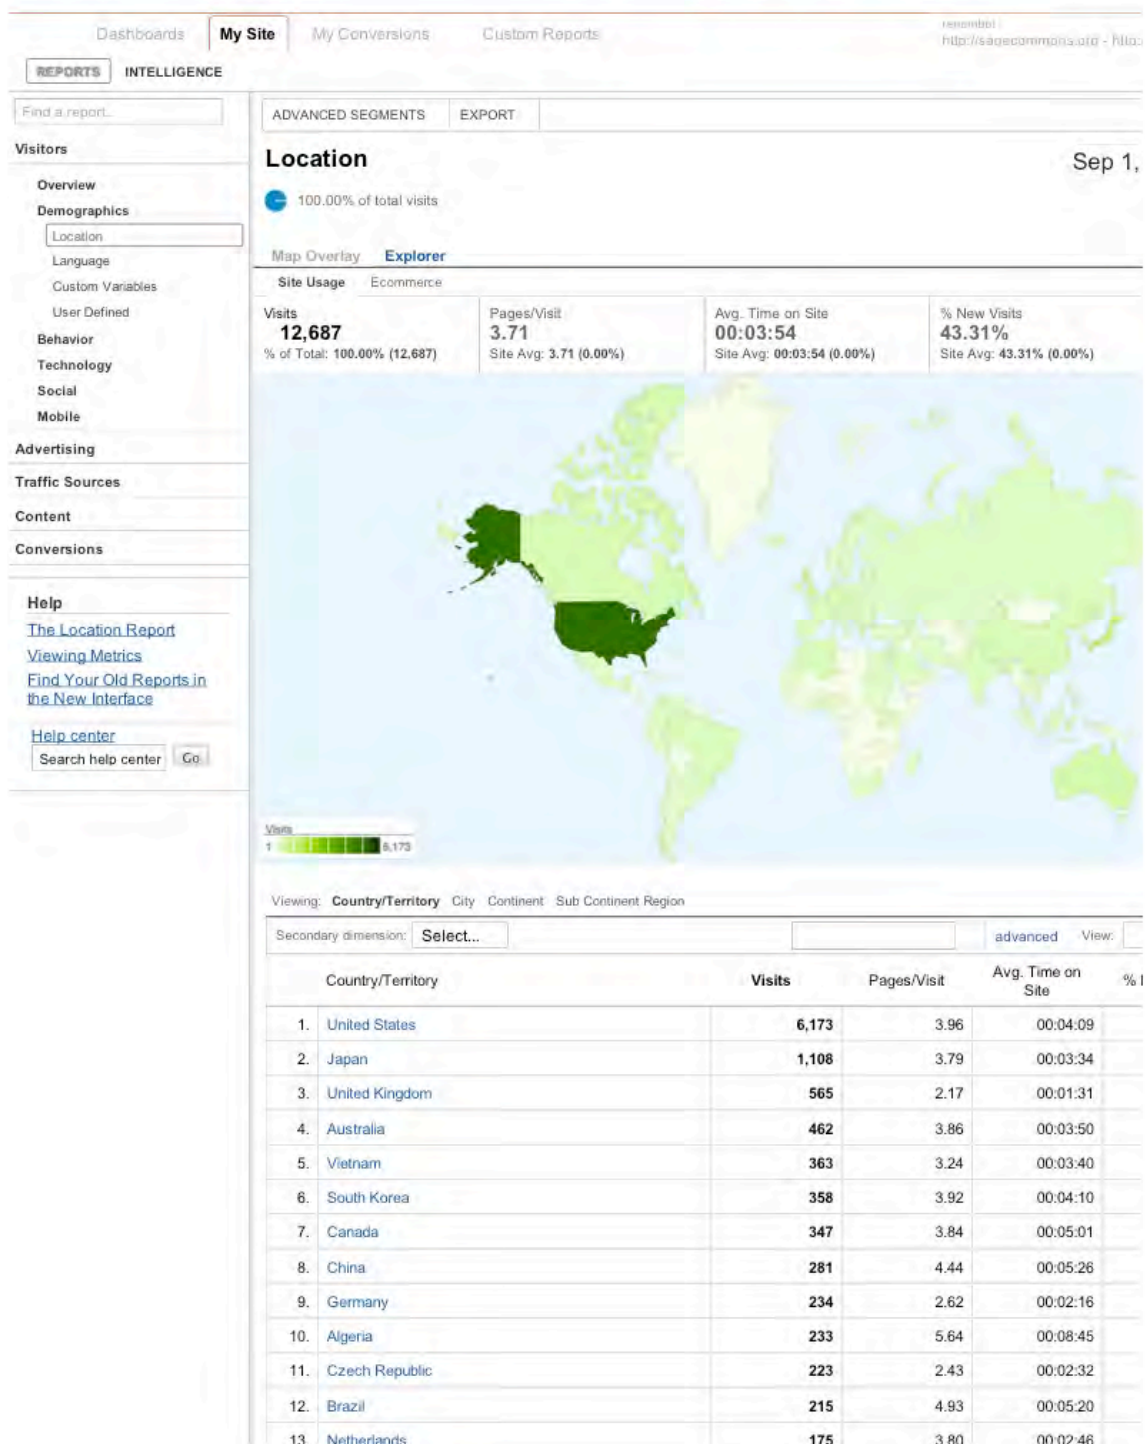 Dashboards My Site My Conversions Custom Reports
REPORTS INTELLIGENCE
Find a report...
ADVANCED SEGMENTS EXPORT
Visitors
Overview
Demographics
Location
Language
Custom Variables
User Defined
Behavior
Technology
Social
Mobile
Advertising
Traffic Sources
Content
Conversions
Help
The Location Report
Viewing Metrics
Find Your Old Reports in
the New Interface
Help center
Search help center Go
Location
Sep 1,
100.00% of total visits
Map Overlay Explorer
Site Usage Ecommerce
Visits
12,687
% of Total: 100.00% (12,687)
Pages/Visit
3.71
Site Avg: 3.71 (0.00%)
Avg. Time on Site
00:03:54
Site Avg: 00:03:54 (0.00%)
% New Visits
43.31%
Site Avg: 43.31% (0.00%)
Visits
1 6,173
Viewing: Country/Territory City Continent Sub Continent Region
Secondary dimension: Select... advanced View:
Country/Territory Visits Pages/Visit Avg. Time on Site %
1. United States 6,173 3.96 00:04:09
2. Japan 1,108 3.79 00:03:34
3. United Kingdom 565 2.17 00:01:31
4. Australia 462 3.86 00:03:50
5. Vietnam 363 3.24 00:03:40
6. South Korea 358 3.92 00:04:10
7. Canada 347 3.84 00:05:01
8. China 281 4.44 00:05:26
9. Germany 234 2.62 00:02:16
10. Algeria 233 5.64 00:08:45
11. Czech Republic 223 2.43 00:02:32
12. Brazil 215 4.93 00:05:20
13. Netherlands 175 3.80 00:02:46